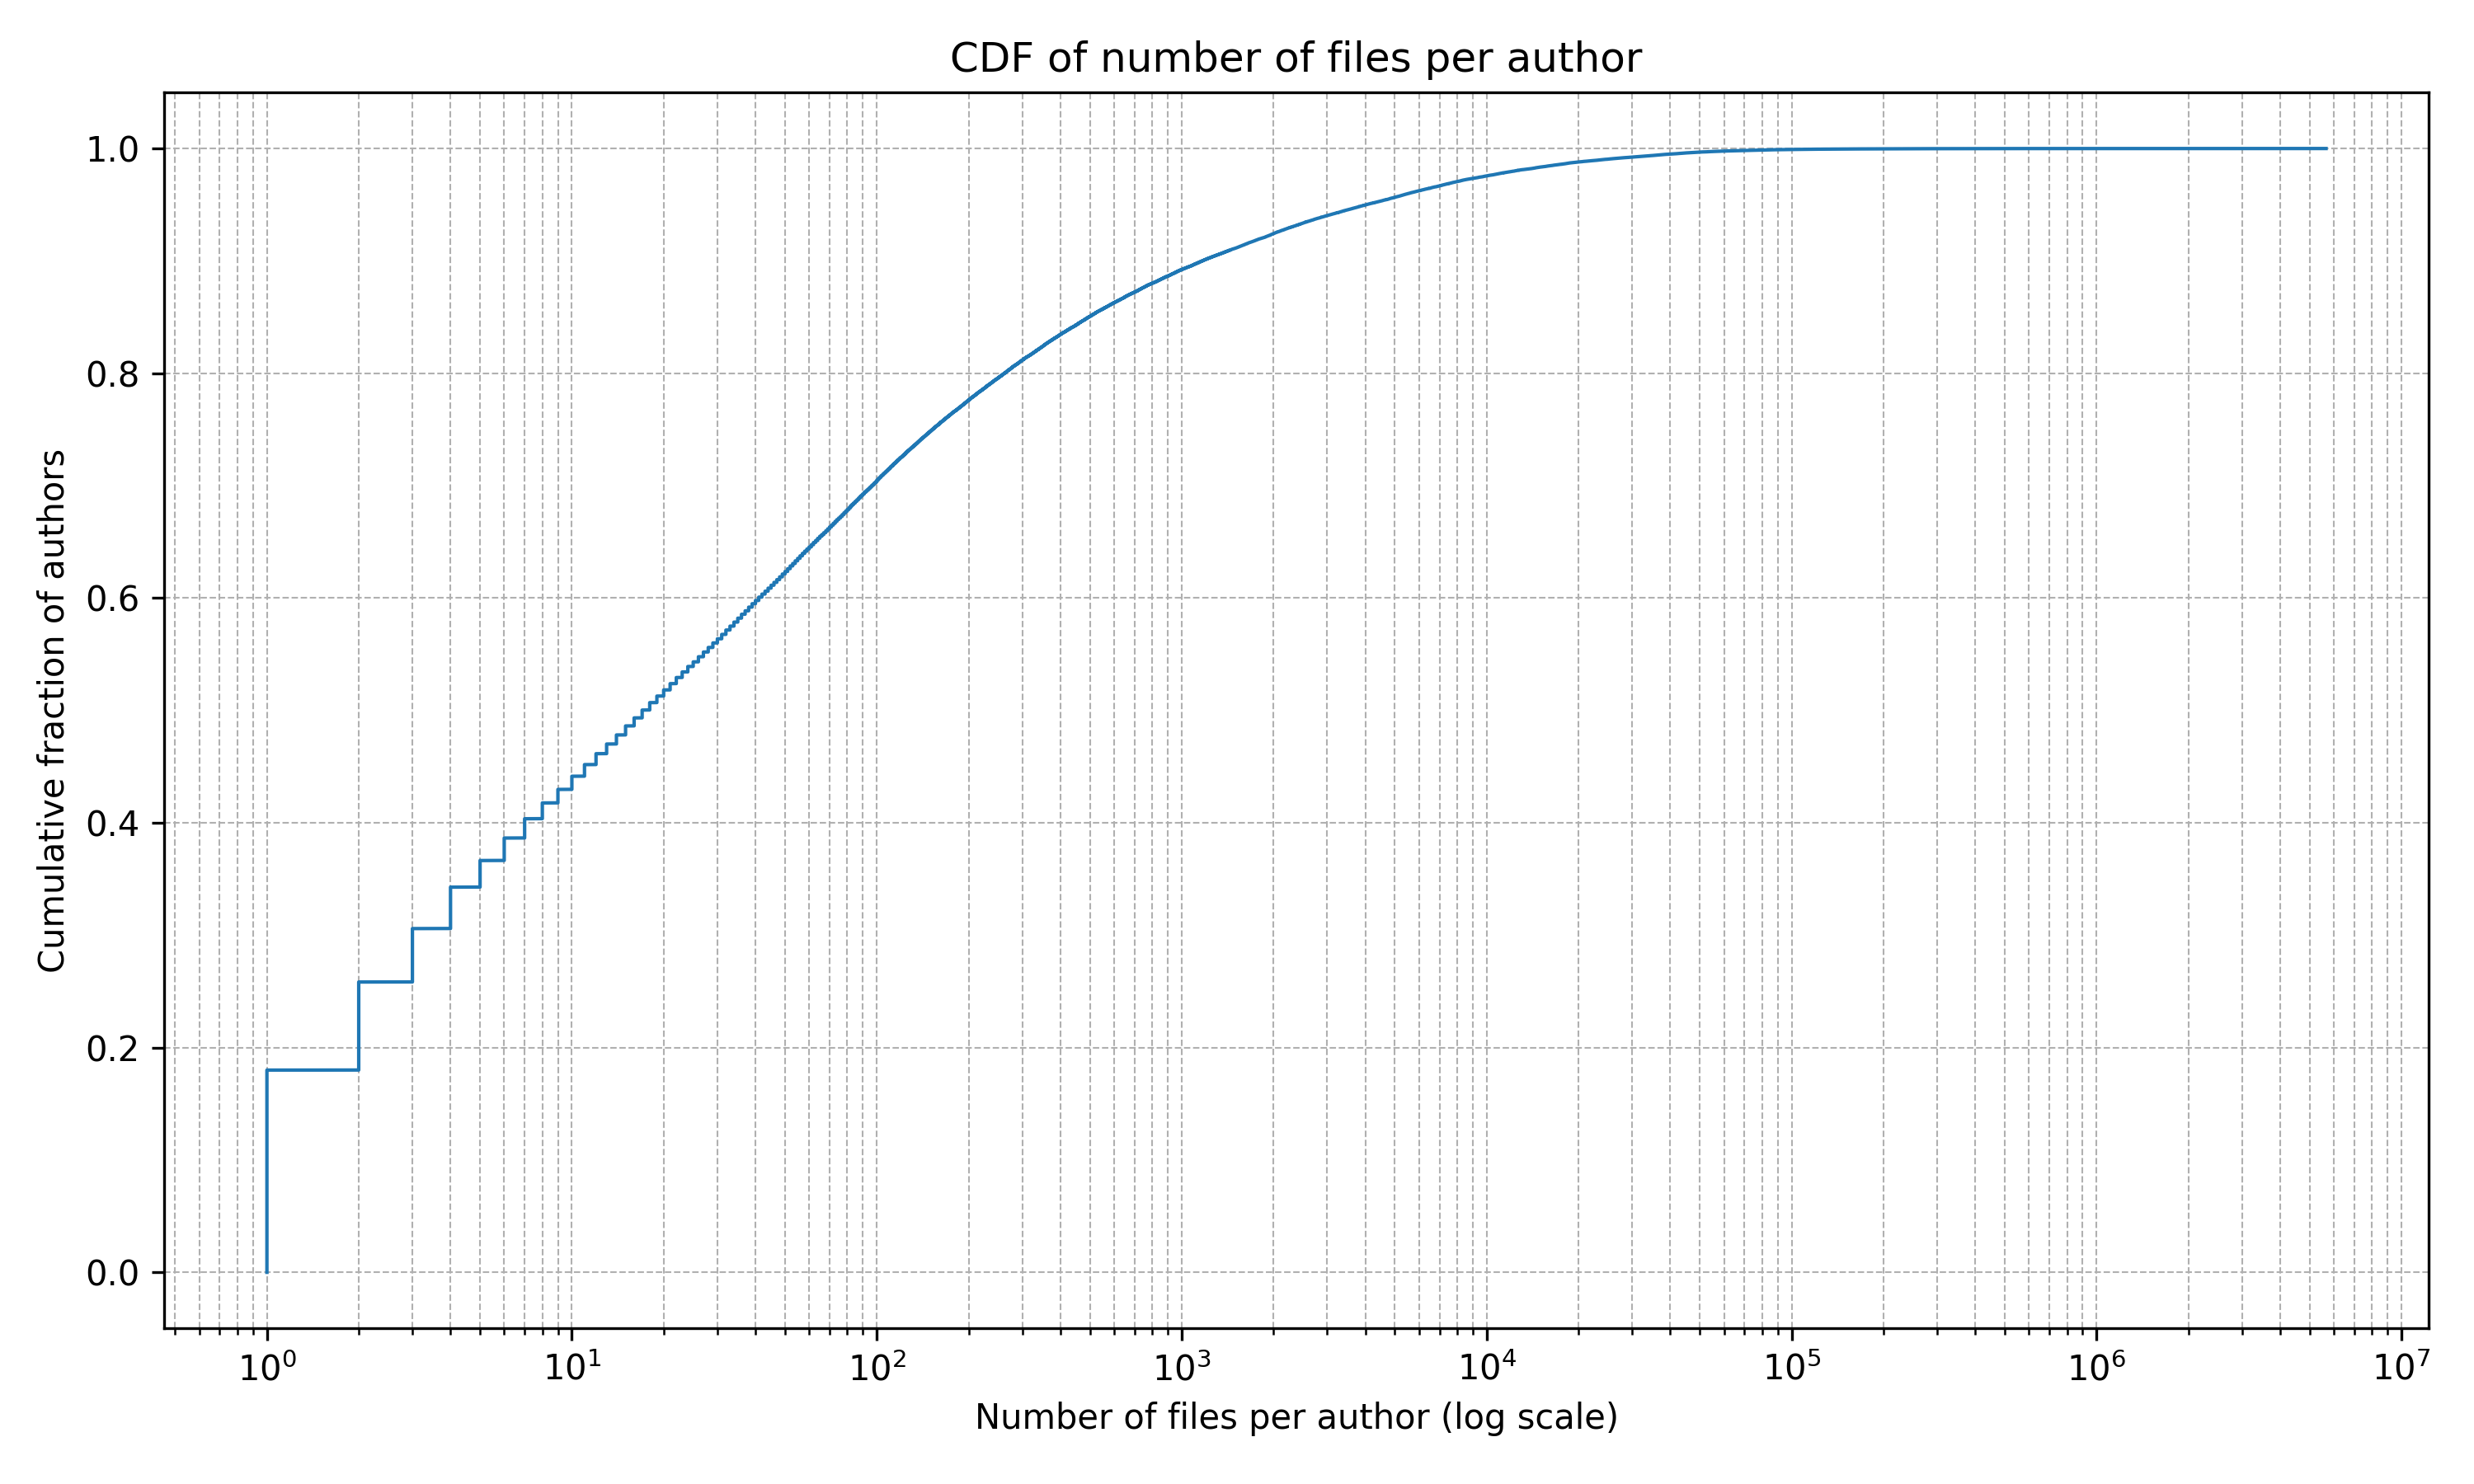 CDF of number of files per author
1.0
0.8
0.6
0.4
0.2
0.0
Cumulative fraction of authors
10⁰ 10¹ 10² 10³ 10⁴ 10⁵ 10⁶ 10⁷
Number of files per author (log scale)